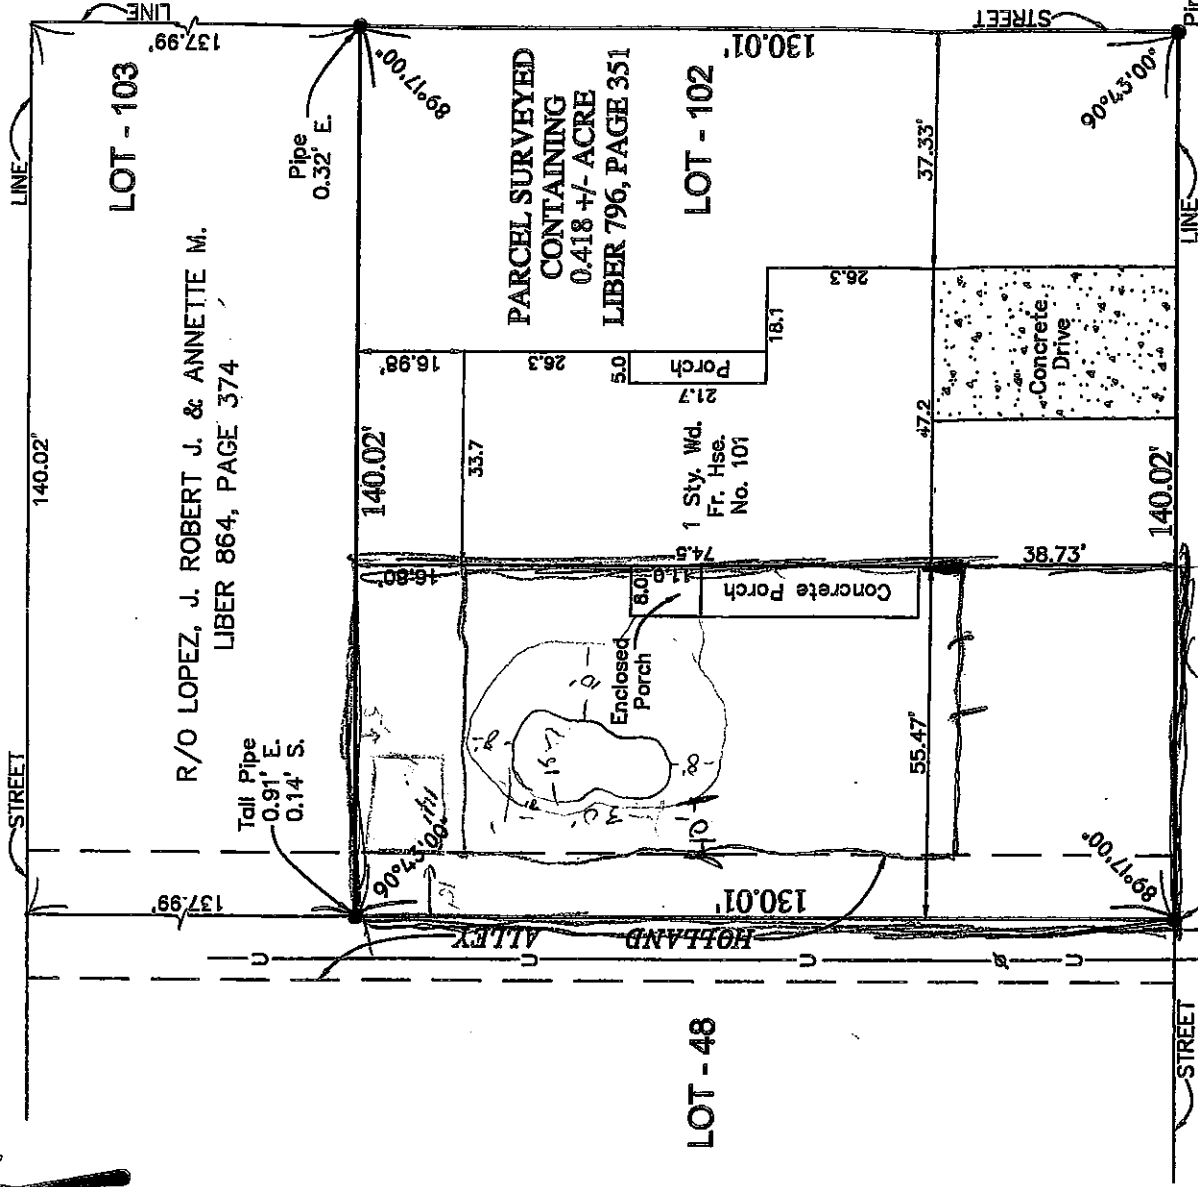 LINE
STREET
LINE
137.99'
STREET
140.02'
LOT - 103
R/O LOPEZ, J. ROBERT J. & ANNETTE M.
LIBER 864, PAGE 374
Pipe
0.32' E.
89°17'00"
130.01'
PARCEL SURVEYED
CONTAINING
0.418 +/- ACRE
LIBER 796, PAGE 351
LOT - 102
90°43'00"
Tall Pipe
0.91' E.
0.14' S.
137.99'
90°43'00"
140.02'
16.98'
16.80'
33.7
26.3
5.0
Porch
21.7
18.1
26.3
37.33'
1 Sty. Wd.
Fr. Hse.
No. 101
74.5
47.2
Concrete
Drive
38.73'
8.0
11.0
Concrete Porch
Enclosed
Porch
10'
8'
8'
30'
55.47'
130.01'
89°17'00"
140.02'
HOLLAND ALLEY
U
U
U
U
LOT - 48
STREET
LINE